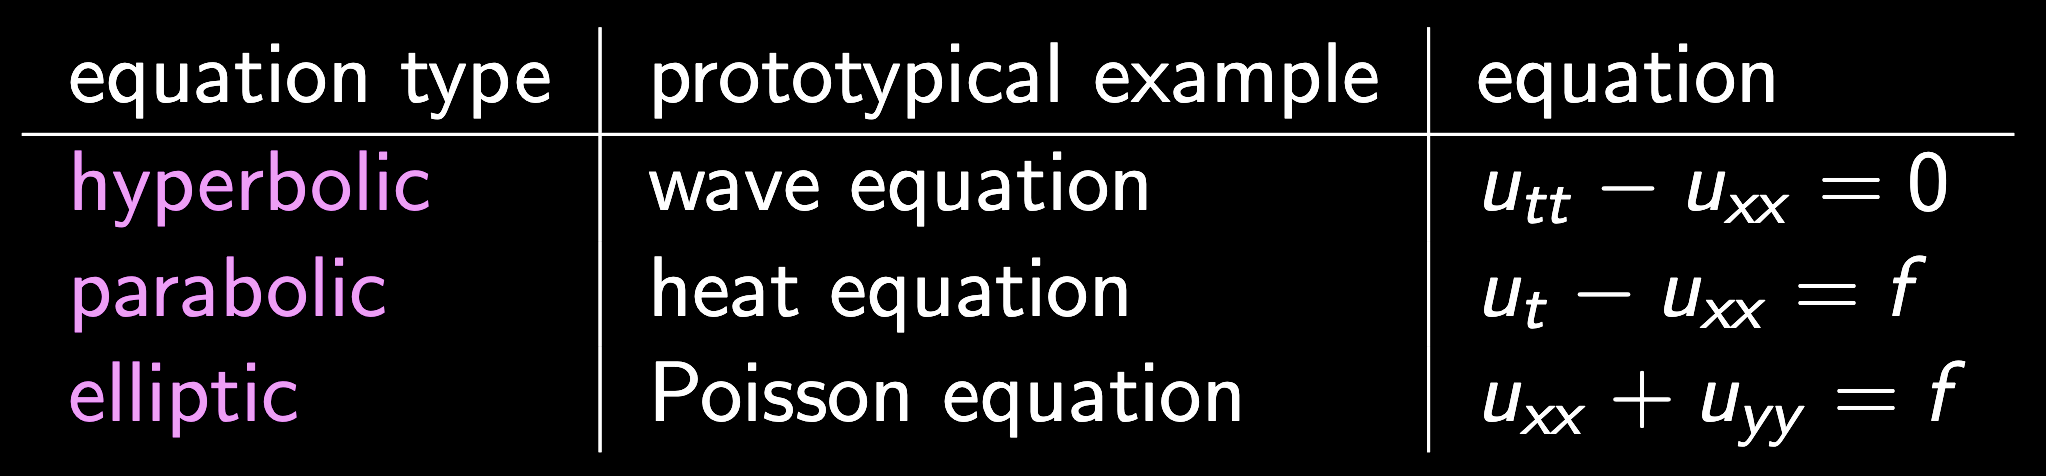 equation type prototypical example equation
hyperbolic wave equation u_{tt} − u_{xx} = 0
parabolic heat equation u_t − u_{xx} = f
elliptic Poisson equation u_{xx} + u_{yy} = f